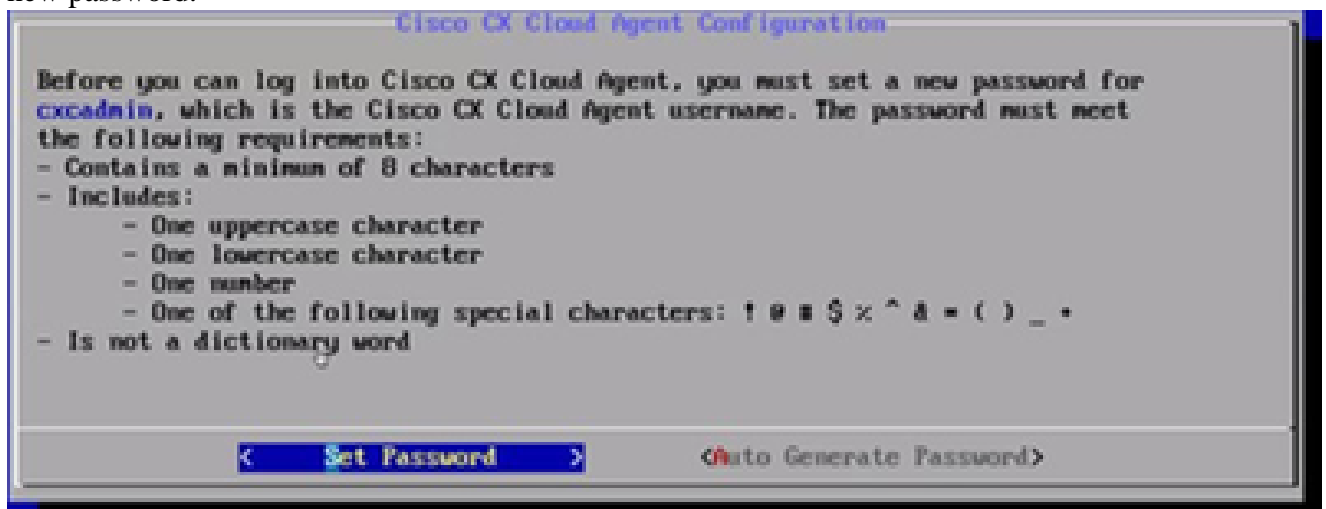 new password.
Cisco CX Cloud Agent Configuration
Before you can log into Cisco CX Cloud Agent, you must set a new password for
cxcadmin, which is the Cisco CX Cloud Agent username. The password must meet
the following requirements:
- Contains a minimum of 8 characters
- Includes:
- One uppercase character
- One lowercase character
- One number
- One of the following special characters: ! @ # $ % ^ & * ( ) _ +
- Is not a dictionary word
< Set Password > <Auto Generate Password>